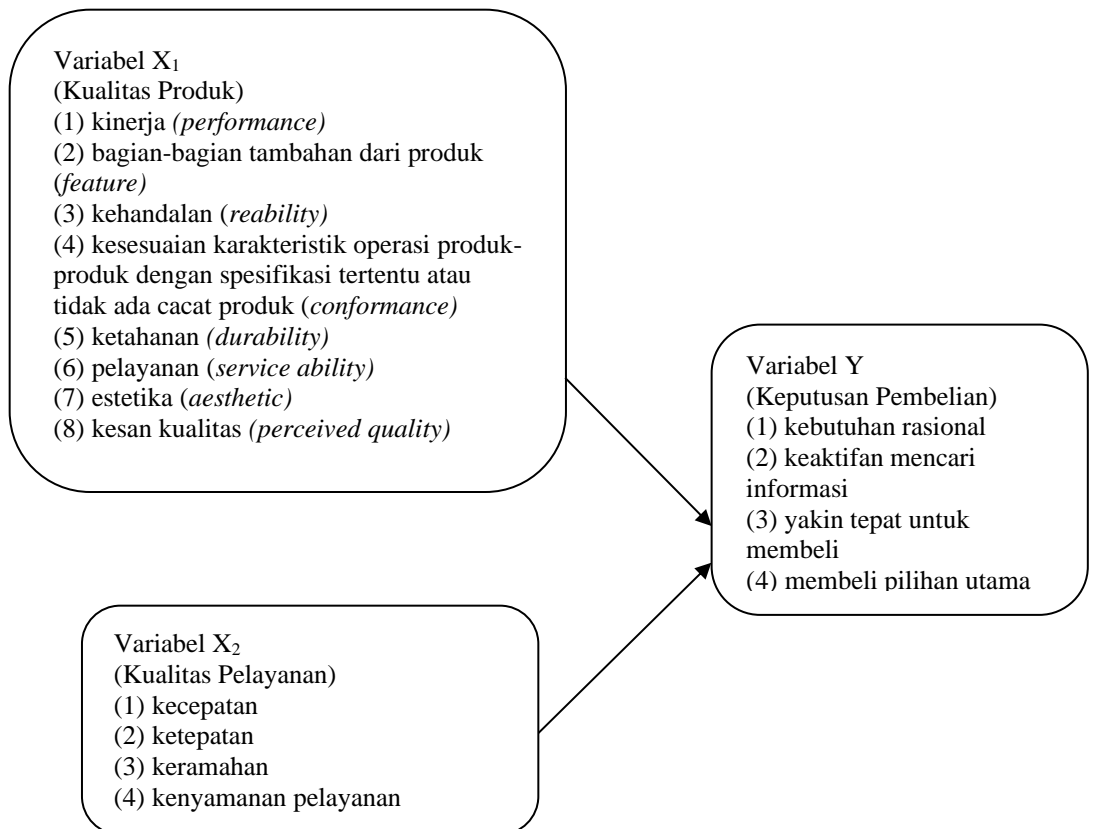 Variabel X₁
(Kualitas Produk)
(1) kinerja (performance)
(2) bagian-bagian tambahan dari produk
(feature)
(3) kehandalan (reability)
(4) kesesuaian karakteristik operasi produk-
produk dengan spesifikasi tertentu atau
tidak ada cacat produk (conformance)
(5) ketahanan (durability)
(6) pelayanan (service ability)
(7) estetika (aesthetic)
(8) kesan kualitas (perceived quality)
Variabel Y
(Keputusan Pembelian)
(1) kebutuhan rasional
(2) keaktifan mencari
informasi
(3) yakin tepat untuk
membeli
(4) membeli pilihan utama
Variabel X₂
(Kualitas Pelayanan)
(1) kecepatan
(2) ketepatan
(3) keramahan
(4) kenyamanan pelayanan